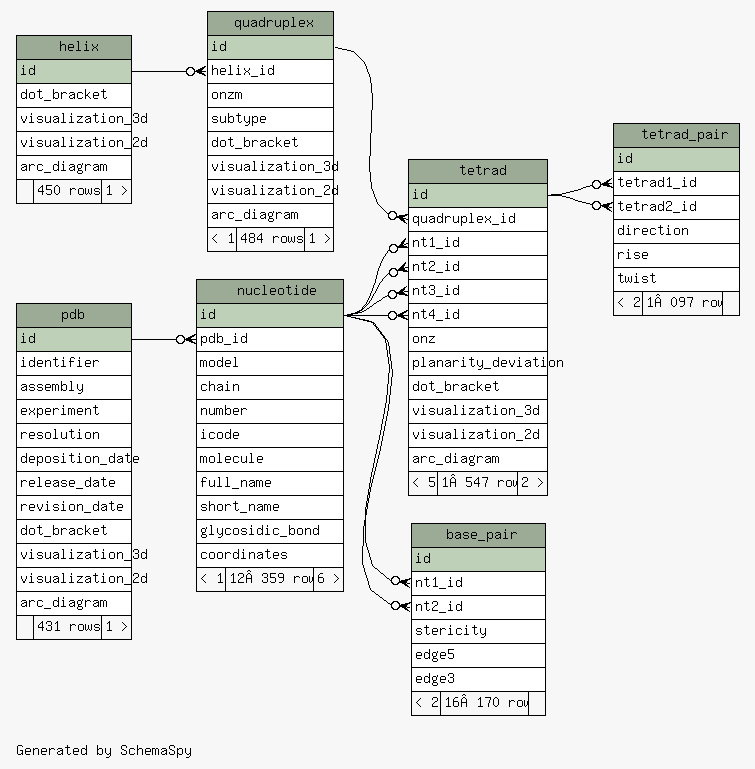 helix
id
dot_bracket
visualization_3d
visualization_2d
arc_diagram
450 rows 1 >
quadruplex
id
helix_id
onzm
subtype
dot_bracket
visualization_3d
visualization_2d
arc_diagram
< 1 484 rows 1 >
tetrad
id
quadruplex_id
nt1_id
nt2_id
nt3_id
nt4_id
onz
planarity_deviation
dot_bracket
visualization_3d
visualization_2d
arc_diagram
< 5 1Â 547 rou 2 >
tetrad_pair
id
tetrad1_id
tetrad2_id
direction
rise
twist
< 2 1Â 097 rou
pdb
id
identifier
assembly
experiment
resolution
deposition_date
release_date
revision_date
dot_bracket
visualization_3d
visualization_2d
arc_diagram
431 rows 1 >
nucleotide
id
pdb_id
model
chain
number
icode
molecule
full_name
short_name
glycosidic_bond
coordinates
< 1 12Â 359 rou 6 >
base_pair
id
nt1_id
nt2_id
stericity
edge5
edge3
< 2 16Â 170 rou
Generated by SchemaSpy